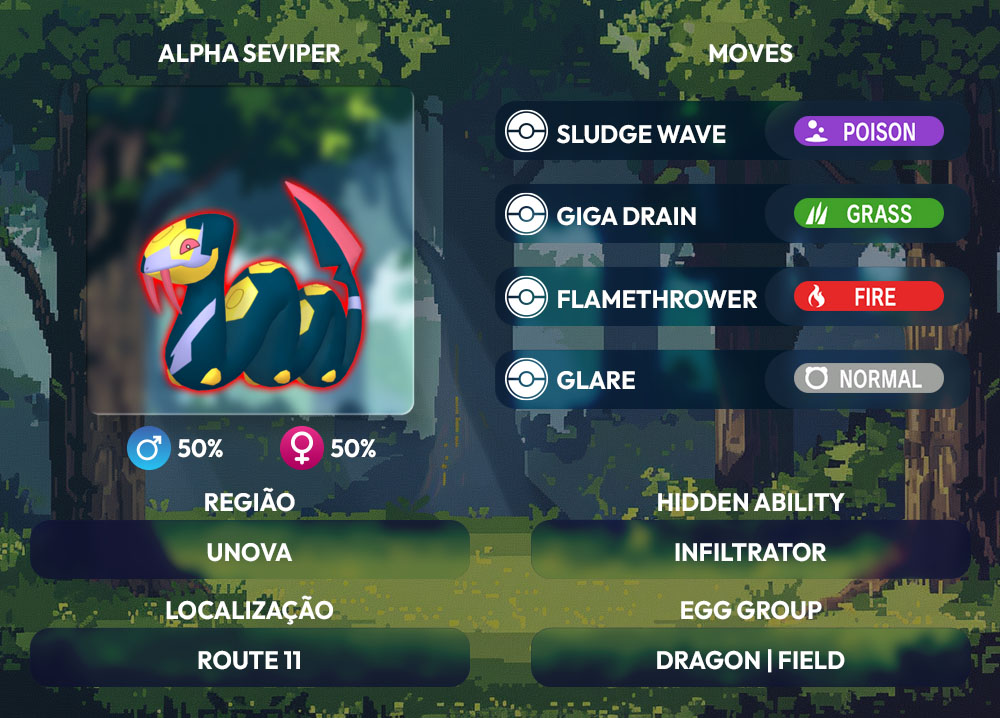 ALPHA SEVIPER
50%
50%
REGIÃO
UNOVA
LOCALIZAÇÃO
ROUTE 11
MOVES
SLUDGE WAVE POISON
GIGA DRAIN GRASS
FLAMETHROWER FIRE
GLARE NORMAL
HIDDEN ABILITY
INFILTRATOR
EGG GROUP
DRAGON | FIELD